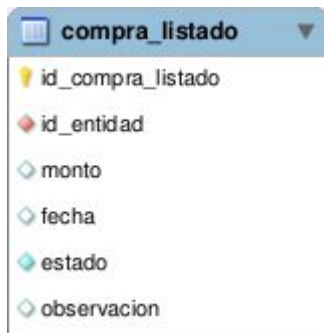 compra_listado
id_compra_listado
id_entidad
monto
fecha
estado
observacion